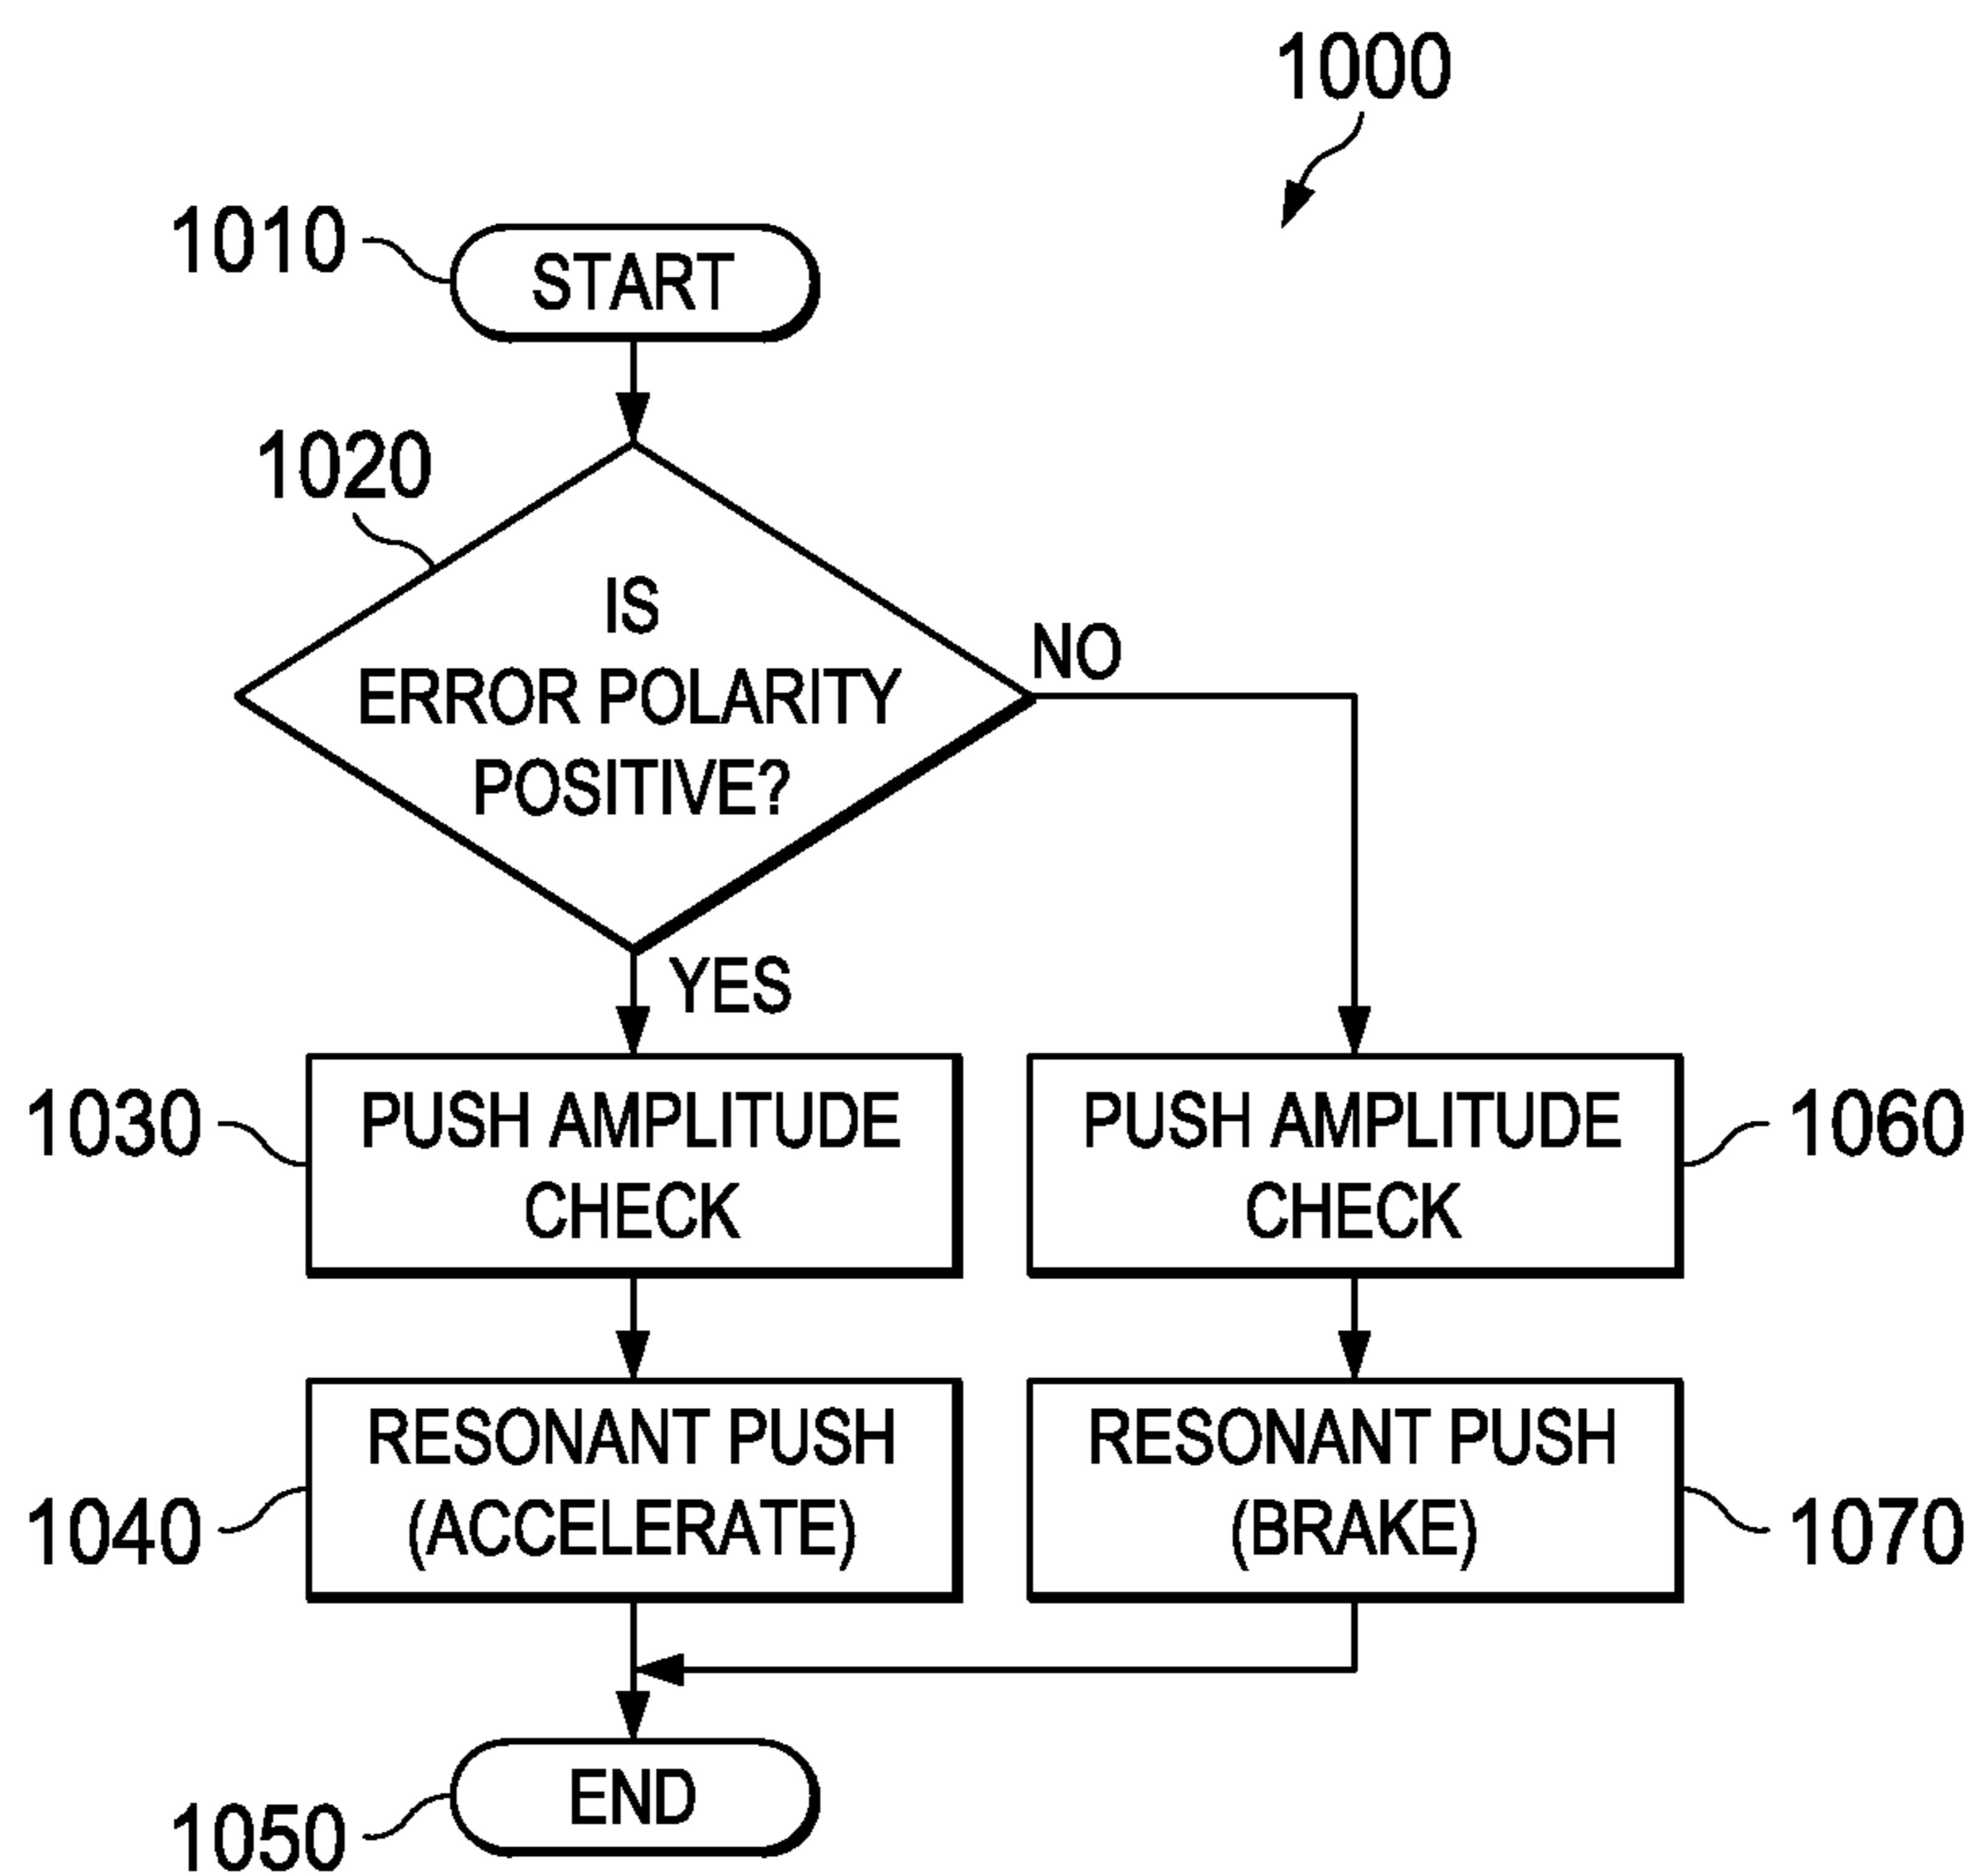 1000
1010
START
1020
IS
ERROR POLARITY
POSITIVE?
NO
YES
1030
PUSH AMPLITUDE
CHECK
PUSH AMPLITUDE
CHECK
1060
1040
RESONANT PUSH
(ACCELERATE)
RESONANT PUSH
(BRAKE)
1070
END
1050